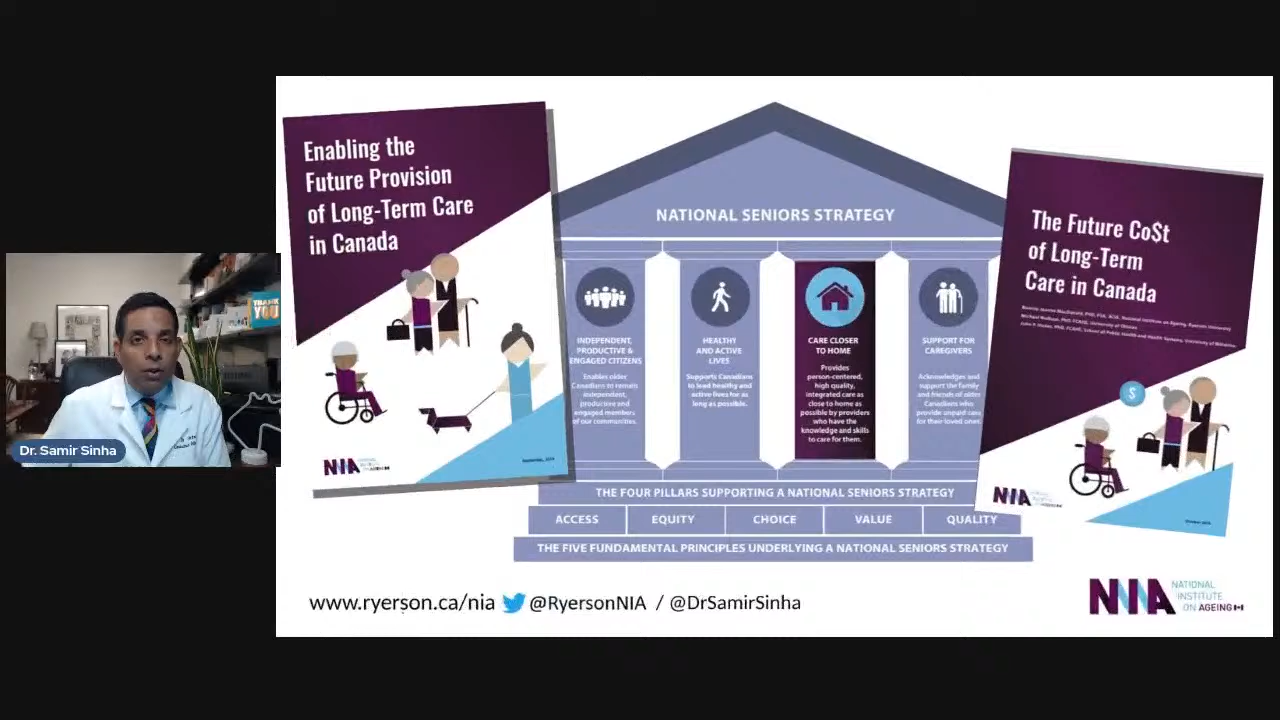 Enabling the
Future Provision
of Long-Term Care
in Canada
NIA
NATIONAL SENIORS STRATEGY
INDEPENDENT,
PRODUCTIVE &
ENGAGED CITIZENS
Enables older
Canadians to remain
independent,
productive and
engaged members
of our communities.
HEALTHY
AND ACTIVE
LIVES
Supports Canadians
to lead healthy and
active lives for as
long as possible.
CARE CLOSER
TO HOME
Provides
person-centered,
high quality,
integrated care as
close to home as
possible by providers
who have the
knowledge and skills
to care for them.
SUPPORT FOR
CAREGIVERS
Acknowledges and
support the family
and friends of older
Canadians who
provide unpaid care
for their loved ones.
THE FOUR PILLARS SUPPORTING A NATIONAL SENIORS STRATEGY
ACCESS
EQUITY
CHOICE
VALUE
QUALITY
THE FIVE FUNDAMENTAL PRINCIPLES UNDERLYING A NATIONAL SENIORS STRATEGY
The Future Co$t
of Long-Term
Care in Canada
$
NIA
THANK
YOU
Dr. Samir Sinha
www.ryerson.ca/nia @RyersonNIA / @DrSamirSinha
NIA NATIONAL
INSTITUTE
ON AGEING